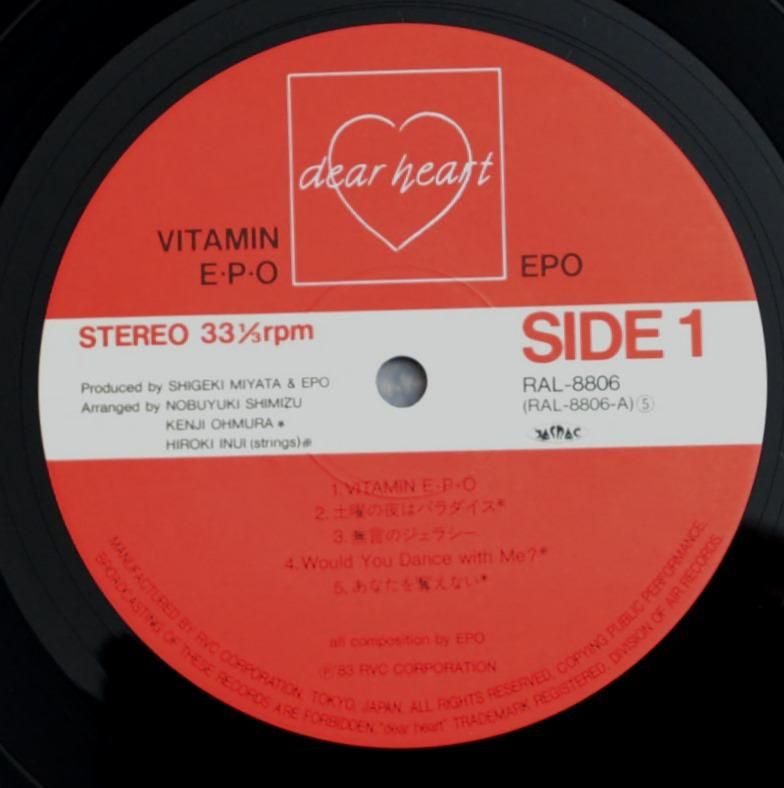 dear heart
VITAMIN
E·P·O
EPO
STEREO 33⅓rpm
SIDE 1
Produced by SHIGEKI MIYATA & EPO
Arranged by NOBUYUKI SHIMIZU
KENJI OHMURA *
HIROKI INUI (strings)#
RAL-8806
(RAL-8806-A)Ⓢ
JASRAC
1.VITAMIN E·P·O
2.土曜の夜はパラダイス*
3.無言のジェラシー
4.Would You Dance with Me?*
5.あなたを奪えない*
all composition by EPO
Ⓟ'83 RVC CORPORATION
MANUFACTURED BY RVC CORPORATION, TOKYO, JAPAN. ALL RIGHTS RESERVED, COPYING PUBLIC PERFORMANCE,
BROADCASTING OF THESE RECORDS ARE FORBIDDEN. "dear heart" TRADEMARK REGISTERED, DIVISION OF AIR RECORDS.